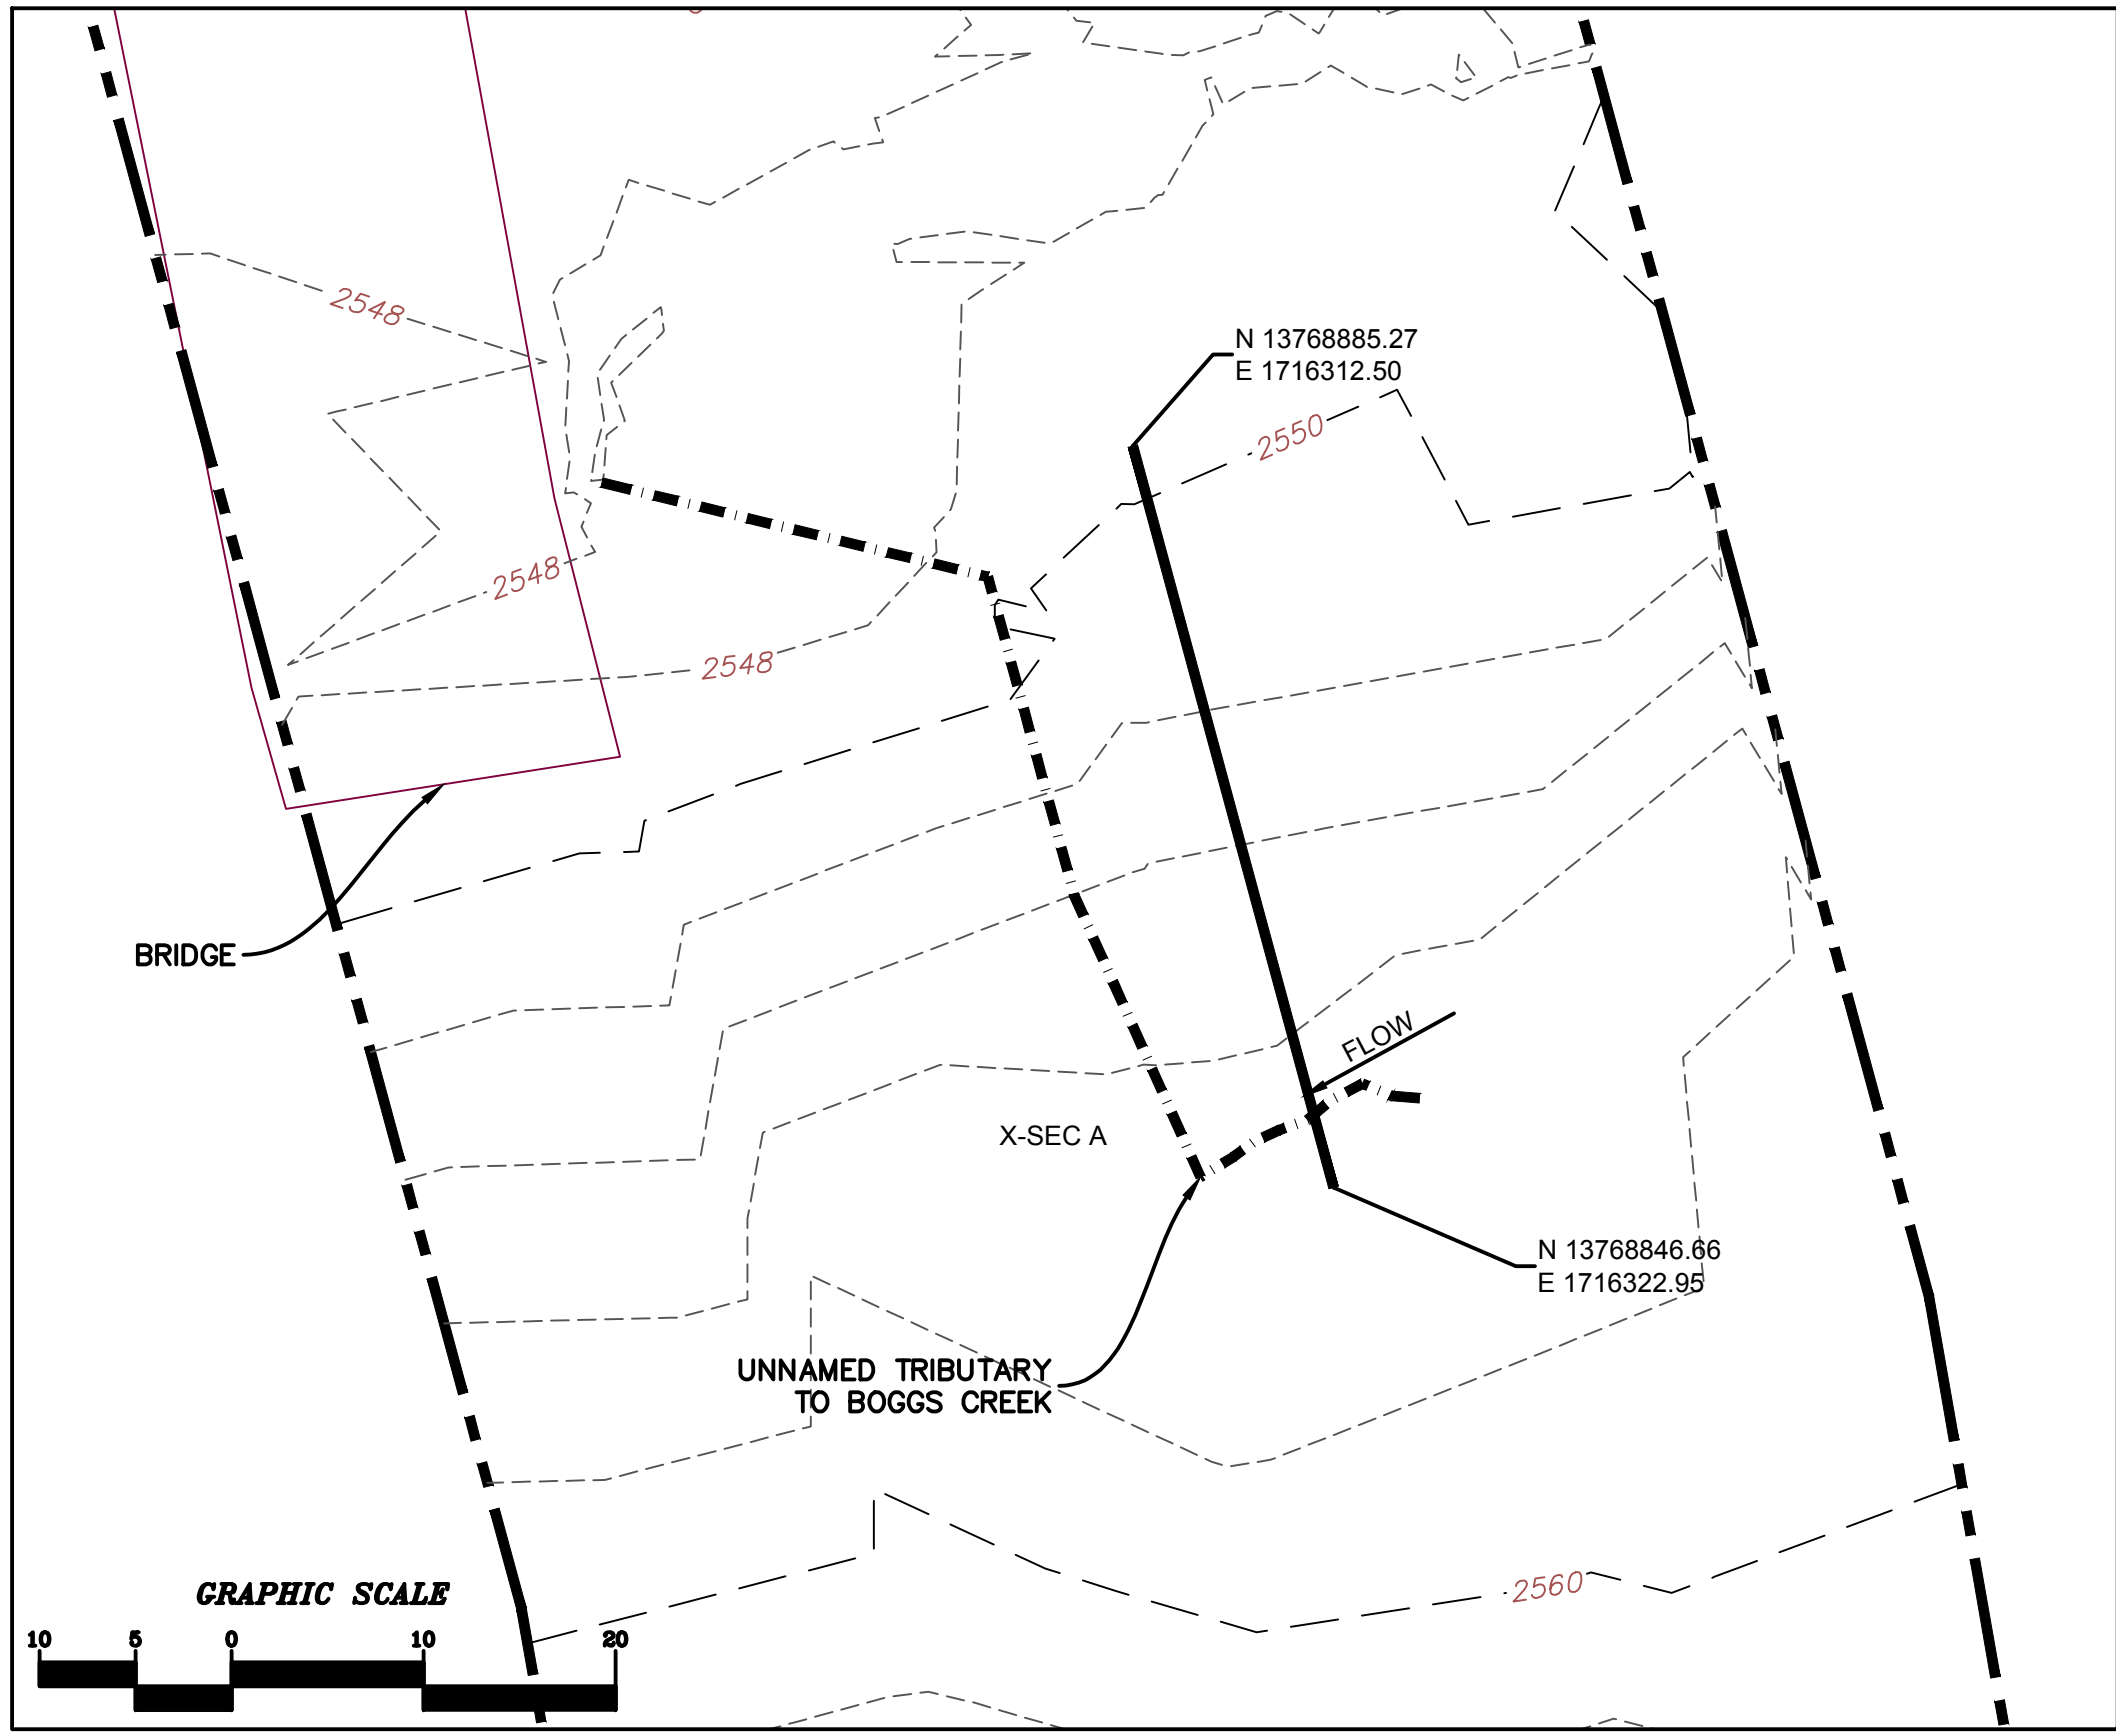 2548
N 13768885.27
E 1716312.50
2550
2548
2548
BRIDGE
FLOW
X-SEC A
N 13768846.66
E 1716322.95
UNNAMED TRIBUTARY
TO BOGGS CREEK
2560
GRAPHIC SCALE
10 5 0 10 20